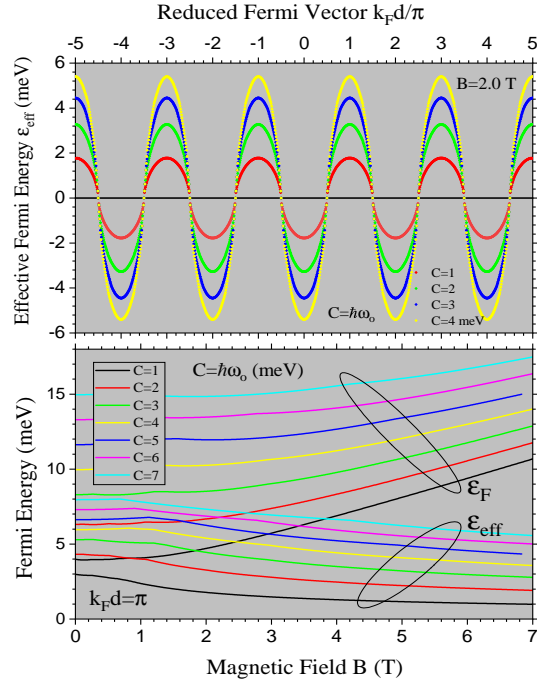 Reduced Fermi Vector k_Fd/π
-5 -4 -3 -2 -1 0 1 2 3 4 5
Effective Fermi Energy ε_eff (meV)
6
4
2
0
-2
-4
-6
B=2.0 T
C=ℏω_o
C=1
C=2
C=3
C=4 meV
Fermi Energy (meV)
15
10
5
0
C=1
C=2
C=3
C=4
C=5
C=6
C=7
C=ℏω_o (meV)
ε_F
ε_eff
k_Fd=π
0 1 2 3 4 5 6 7
Magnetic Field B (T)